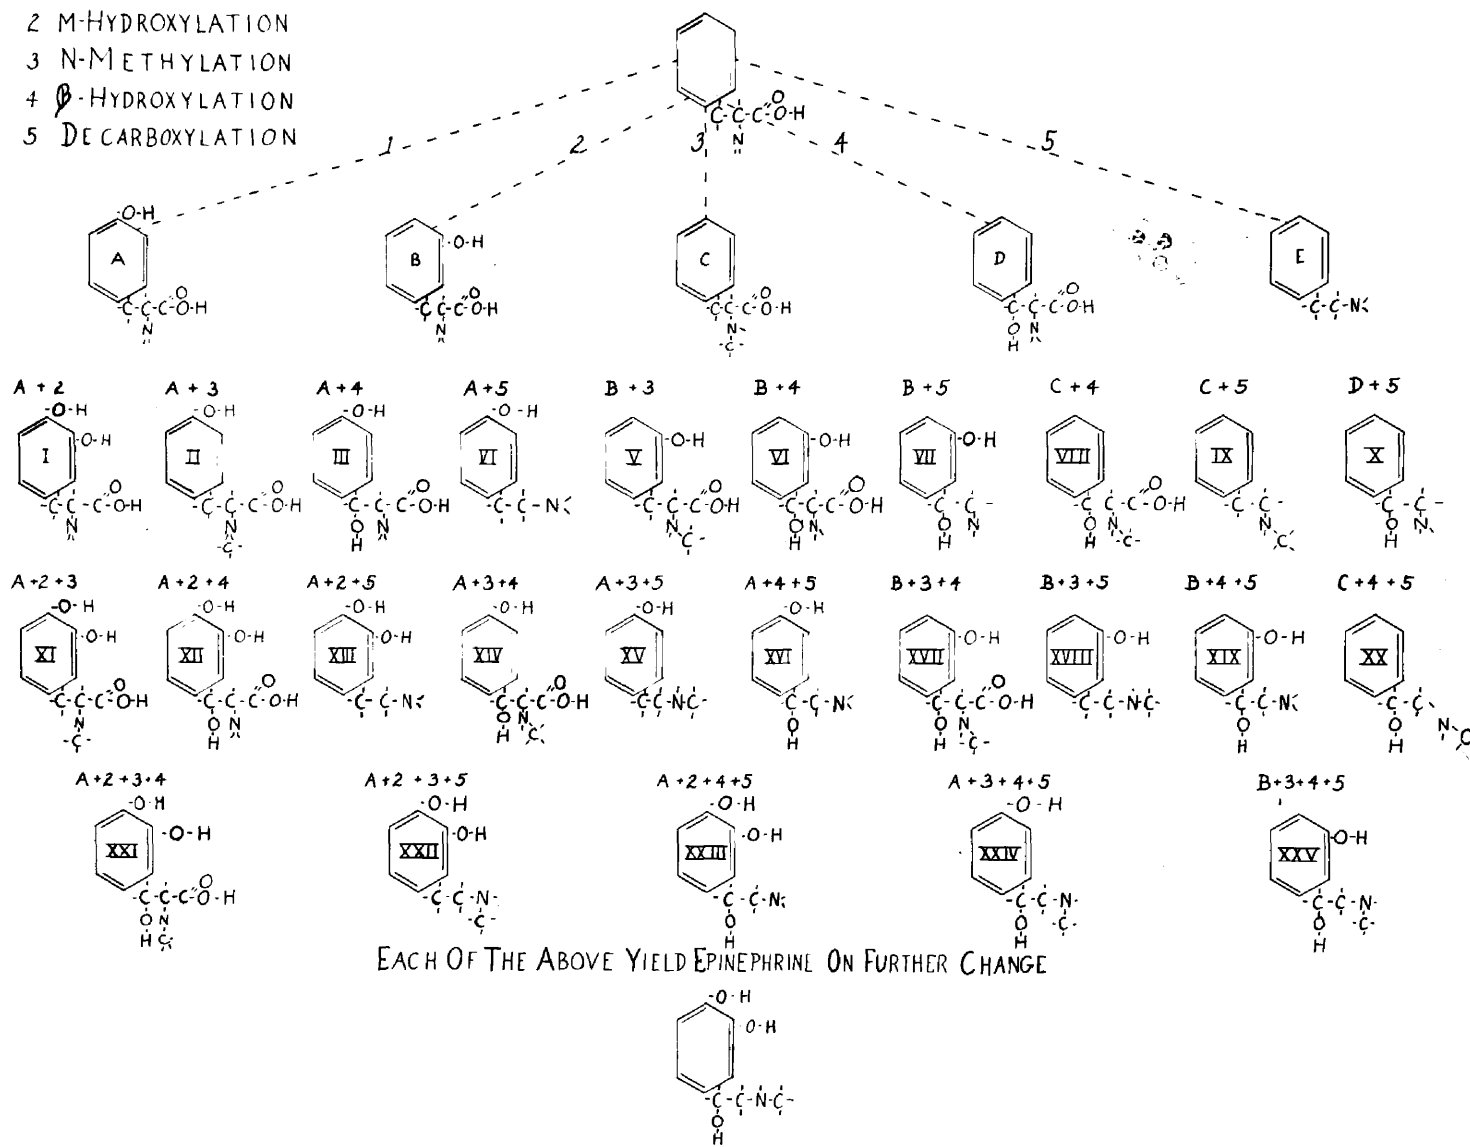 2 M-HYDROXYLATION
3 N-METHYLATION
4 β-HYDROXYLATION
5 DECARBOXYLATION
1 2 3 4 5
A B C D E
A+2 A+3 A+4 A+5 B+3 B+4 B+5 C+4 C+5 D+5
I II III VI V VI VII VIII IX X
A+2+3 A+2+4 A+2+5 A+3+4 A+3+5 A+4+5 B+3+4 B+3+5 B+4+5 C+4+5
XI XII XIII XIV XV XVI XVII XVIII XIX XX
A+2+3+4 A+2+3+5 A+2+4+5 A+3+4+5 B+3+4+5
XXI XXII XXIII XXIV XXV
EACH OF THE ABOVE YIELD EPINEPHRINE ON FURTHER CHANGE